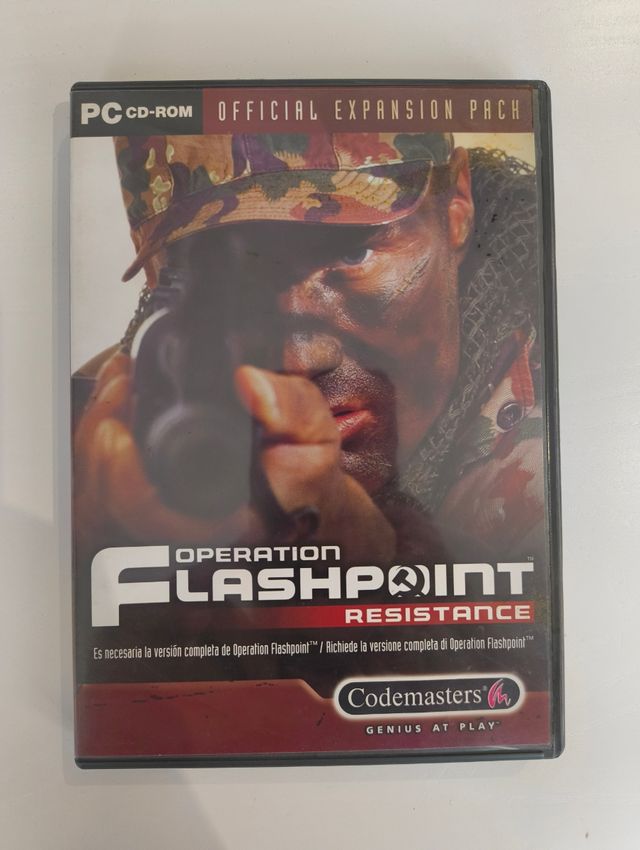 PC CD-ROM OFFICIAL EXPANSION PACK
OPERATION
FLASHPOINT™
RESISTANCE
Es necesaria la versión completa de Operation Flashpoint™ / Richiede la versione completa di Operation Flashpoint™
Codemasters®
GENIUS AT PLAY™